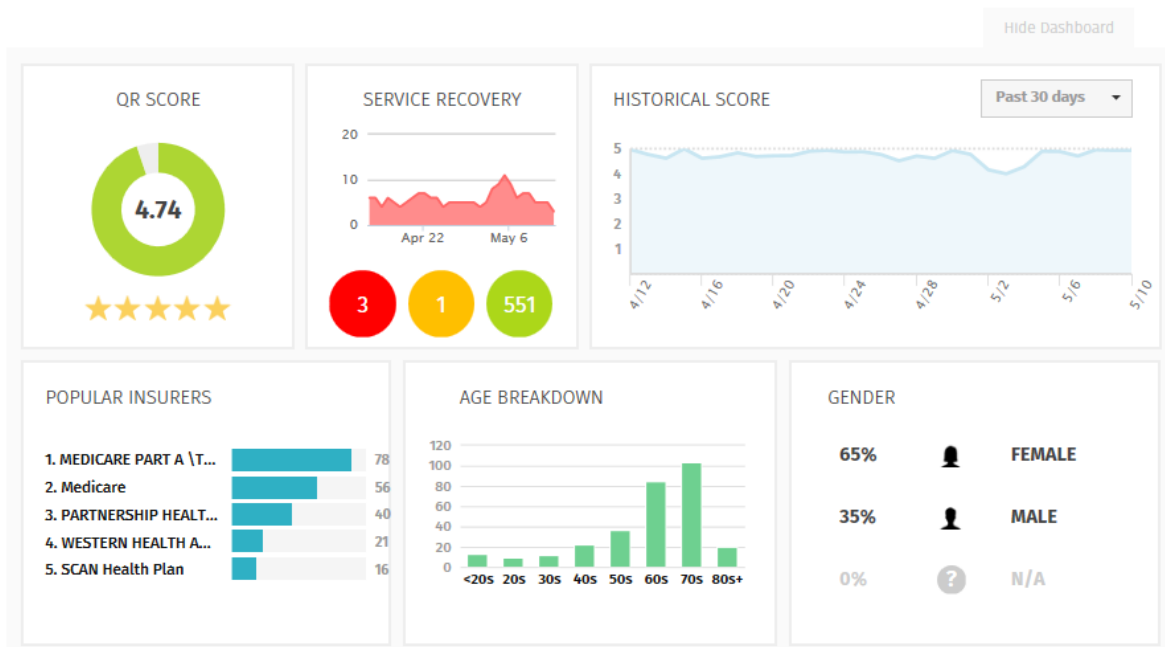 Hide Dashboard
QR SCORE
4.74
SERVICE RECOVERY
20
10
0
Apr 22 May 6
3 1 551
HISTORICAL SCORE
Past 30 days
5
4
3
2
1
4/12 4/16 4/20 4/24 4/28 5/2 5/6 5/10
POPULAR INSURERS
1. MEDICARE PART A \T... 78
2. Medicare 56
3. PARTNERSHIP HEALT... 40
4. WESTERN HEALTH A... 21
5. SCAN Health Plan 16
AGE BREAKDOWN
120
100
80
60
40
20
0
<20s 20s 30s 40s 50s 60s 70s 80s+
GENDER
65% FEMALE
35% MALE
0% ? N/A